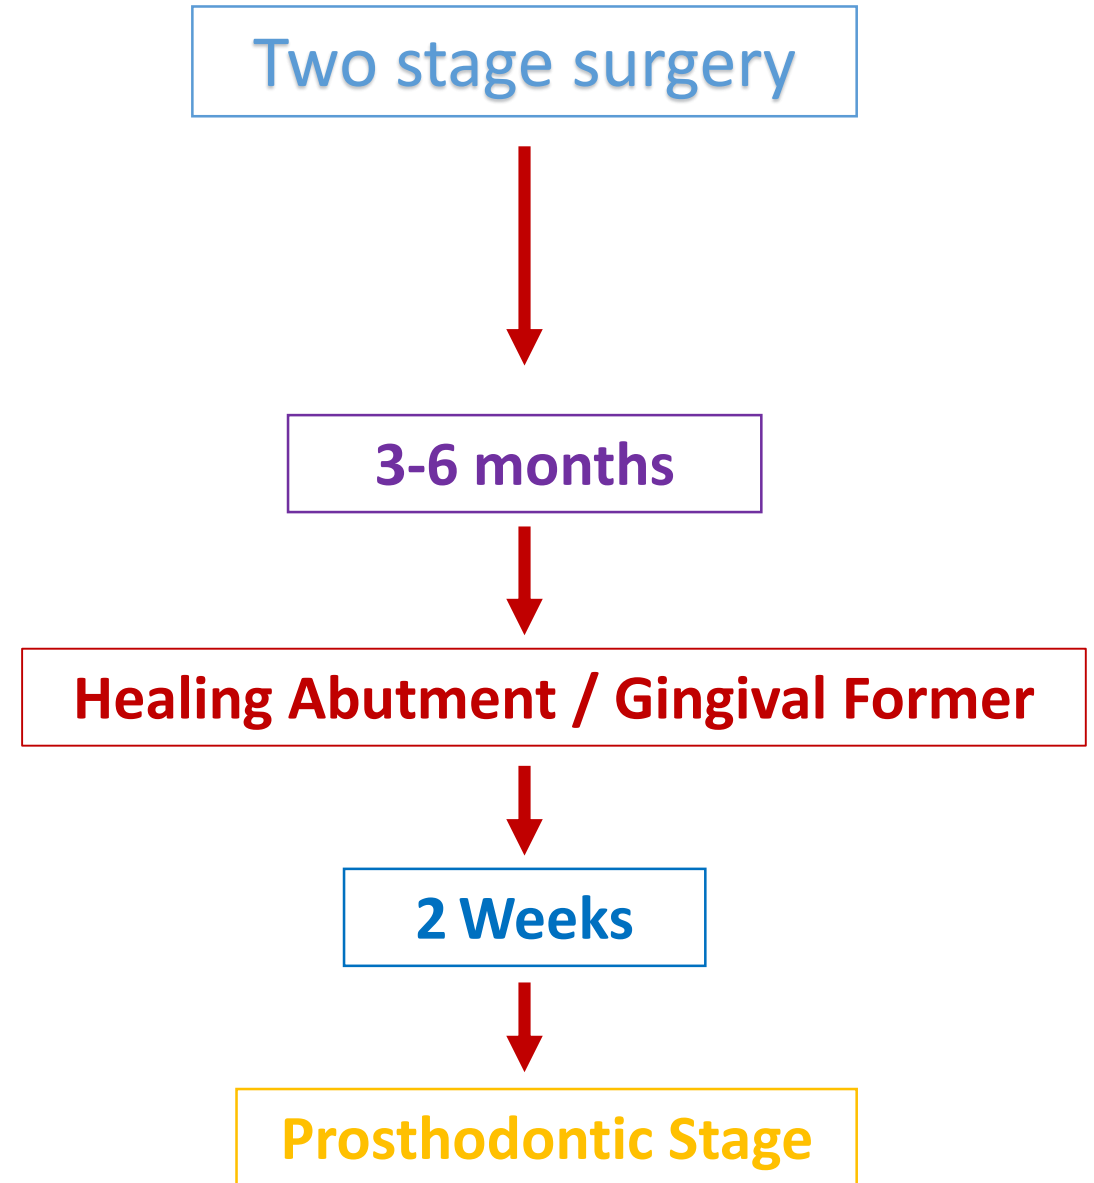 Two stage surgery
3-6 months
Healing Abutment / Gingival Former
2 Weeks
Prosthodontic Stage